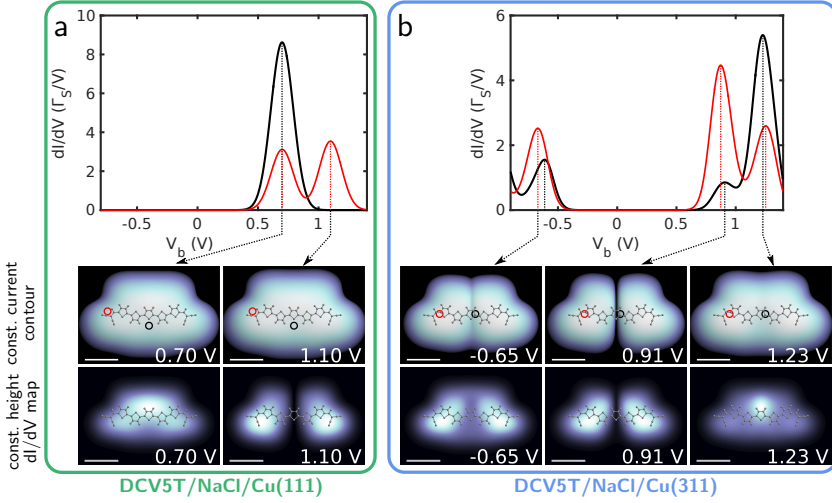 a
10
8
6
4
2
0
dI/dV (Γ_S/V)
-0.5 0 0.5 1
V_b (V)
b
6
4
2
0
dI/dV (Γ_S/V)
-0.5 0 0.5 1
V_b (V)
const. current
contour
0.70 V
1.10 V
-0.65 V
0.91 V
1.23 V
const. height
dI/dV map
0.70 V
1.10 V
-0.65 V
0.91 V
1.23 V
DCV5T/NaCl/Cu(111)
DCV5T/NaCl/Cu(311)